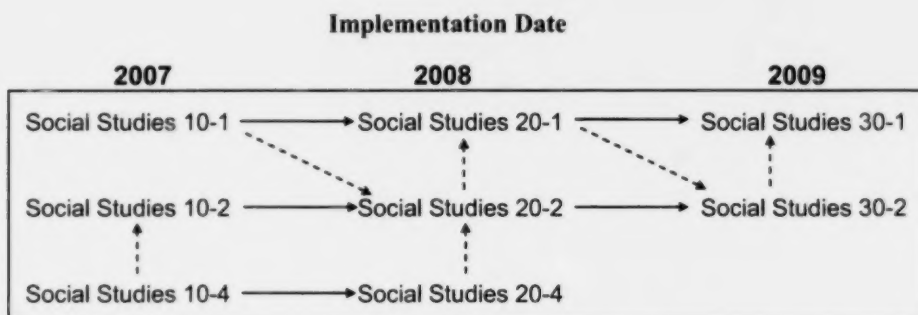 Implementation Date
2007 2008 2009
Social Studies 10-1 Social Studies 20-1 Social Studies 30-1
Social Studies 10-2 Social Studies 20-2 Social Studies 30-2
Social Studies 10-4 Social Studies 20-4